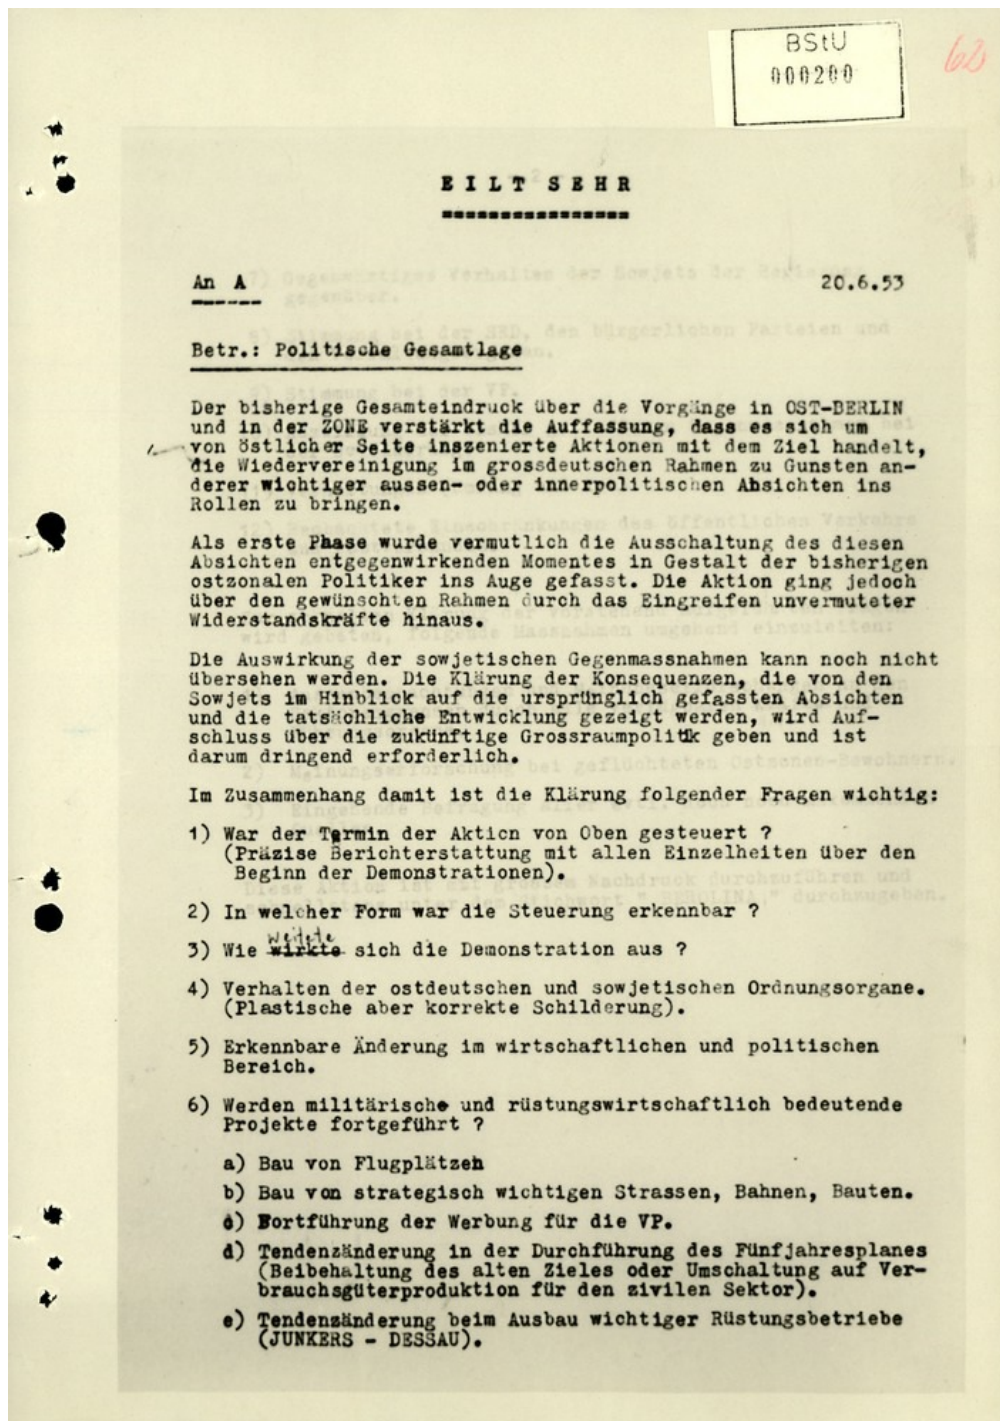 BStU
000200
62
EILT SEHR
An A
20.6.53
Betr.: Politische Gesamtlage
Der bisherige Gesamteindruck über die Vorgänge in OST-BERLIN
und in der ZONE verstärkt die Auffassung, dass es sich um
von östlicher Seite inszenierte Aktionen mit dem Ziel handelt,
die Wiedervereinigung im grossdeutschen Rahmen zu Gunsten an-
derer wichtiger aussen- oder innerpolitischen Absichten ins
Rollen zu bringen.
Als erste Phase wurde vermutlich die Ausschaltung des diesen
Absichten entgegenwirkenden Momentes in Gestalt der bisherigen
ostzonalen Politiker ins Auge gefasst. Die Aktion ging jedoch
über den gewünschten Rahmen durch das Eingreifen unvermuteter
Widerstandskräfte hinaus.
Die Auswirkung der sowjetischen Gegenmassnahmen kann noch nicht
übersehen werden. Die Klärung der Konsequenzen, die von den
Sowjets im Hinblick auf die ursprünglich gefassten Absichten
und die tatsächliche Entwicklung gezeigt werden, wird Auf-
schluss über die zukünftige Grossraumpolitik geben und ist
darum dringend erforderlich.
Im Zusammenhang damit ist die Klärung folgender Fragen wichtig:
1) War der Termin der Aktion von Oben gesteuert ?
(Präzise Berichterstattung mit allen Einzelheiten über den
Beginn der Demonstrationen).
2) In welcher Form war die Steuerung erkennbar ?
weitete
3) Wie wirkte sich die Demonstration aus ?
4) Verhalten der ostdeutschen und sowjetischen Ordnungsorgane.
(Plastische aber korrekte Schilderung).
5) Erkennbare Änderung im wirtschaftlichen und politischen
Bereich.
6) Werden militärische und rüstungswirtschaftlich bedeutende
Projekte fortgeführt ?
a) Bau von Flugplätzen
b) Bau von strategisch wichtigen Strassen, Bahnen, Bauten.
c) Fortführung der Werbung für die VP.
d) Tendenzänderung in der Durchführung des Fünfjahresplanes
(Beibehaltung des alten Zieles oder Umschaltung auf Ver-
brauchsgüterproduktion für den zivilen Sektor).
e) Tendenzänderung beim Ausbau wichtiger Rüstungsbetriebe
(JUNKERS - DESSAU).